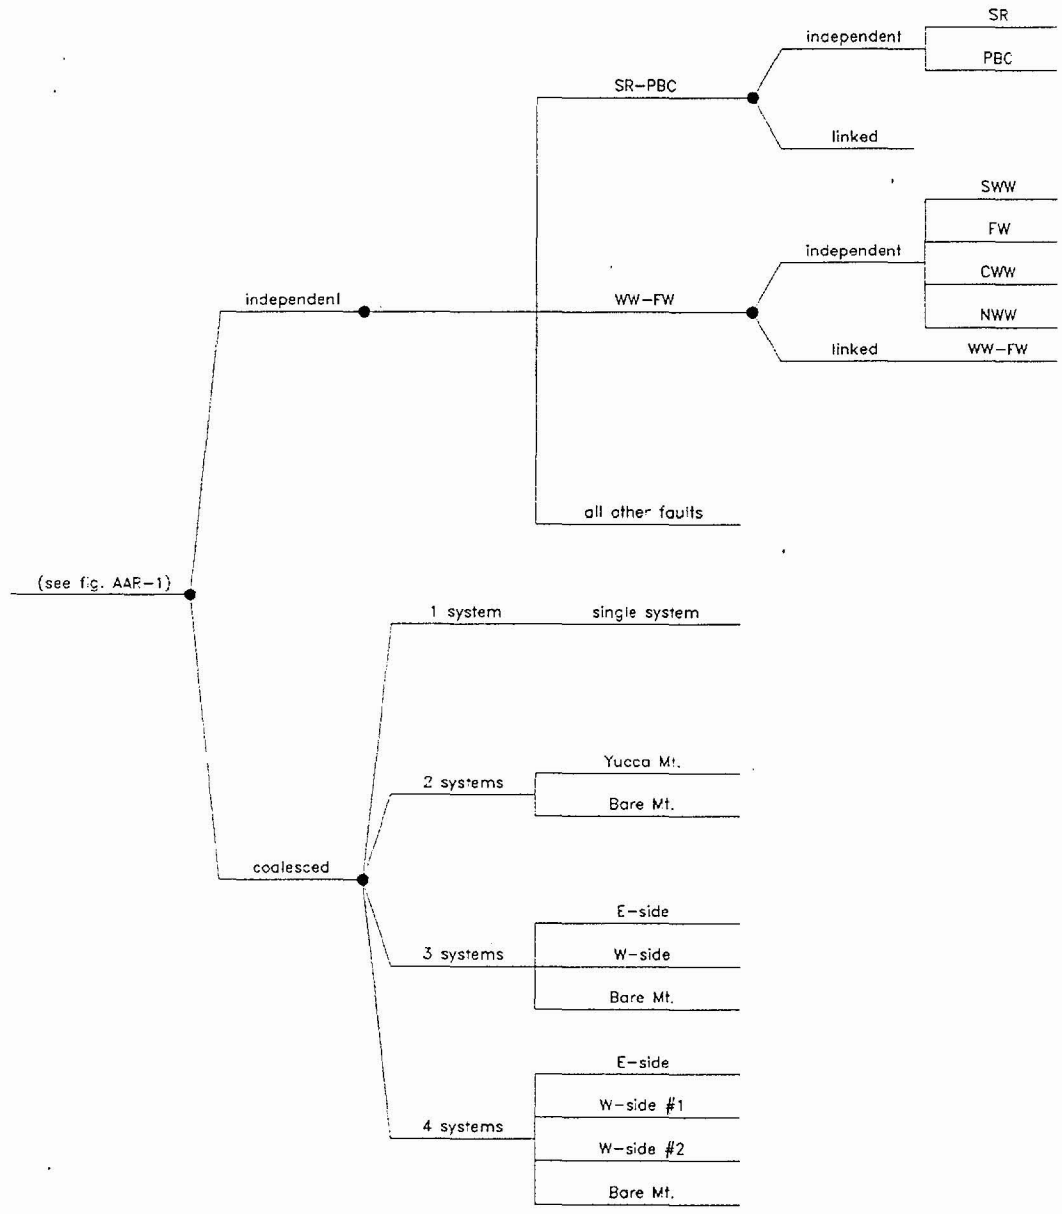 SR
independent
PBC
SR-PBC
linked
SWW
FW
independent
CWW
independent
WW-FW
NWW
linked
WW-FW
all other faults
(see fig. AAR-1)
1 system
single system
Yucca Mt.
2 systems
Bare Mt.
coalesced
E-side
3 systems
W-side
Bare Mt.
E-side
W-side #1
4 systems
W-side #2
Bare Mt.